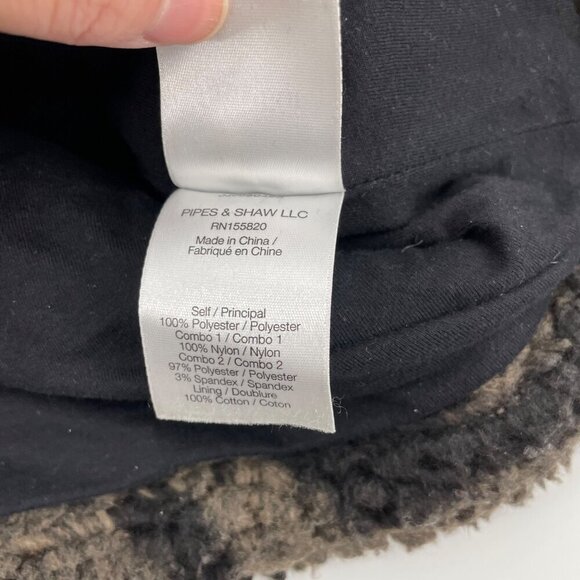 PIPES & SHAW LLC
RN155820
Made in China /
Fabriqué en Chine
Self / Principal
100% Polyester / Polyester
Combo 1 / Combo 1
100% Nylon / Nylon
Combo 2 / Combo 2
97% Polyester / Polyester
3% Spandex / Spandex
Lining / Doublure
100% Cotton / Coton